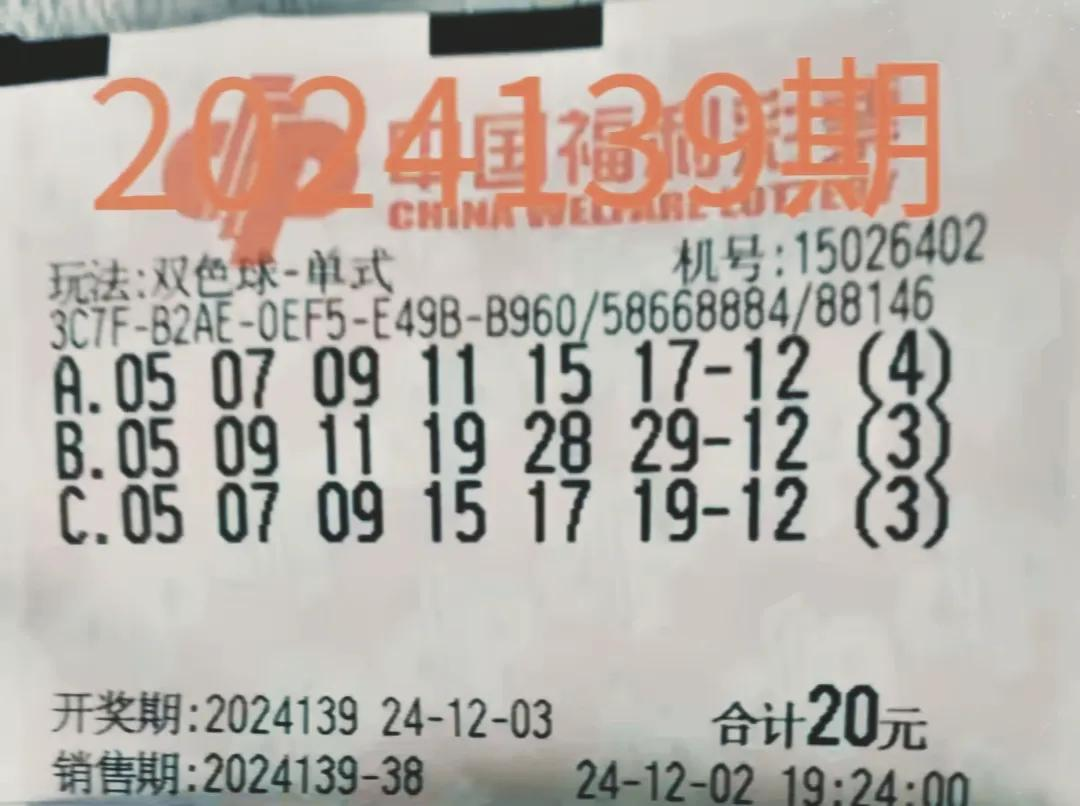 2024139期
中国福利彩票
CHINA WELFARE LOTTERY
玩法:双色球-单式 机号:15026402
3C7F-B2AE-0EF5-E49B-B960/58668884/88146
A.05 07 09 11 15 17-12 (4)
B.05 09 11 19 28 29-12 (3)
C.05 07 09 15 17 19-12 (3)
开奖期:2024139 24-12-03 合计20元
销售期:2024139-38 24-12-02 19:24:00